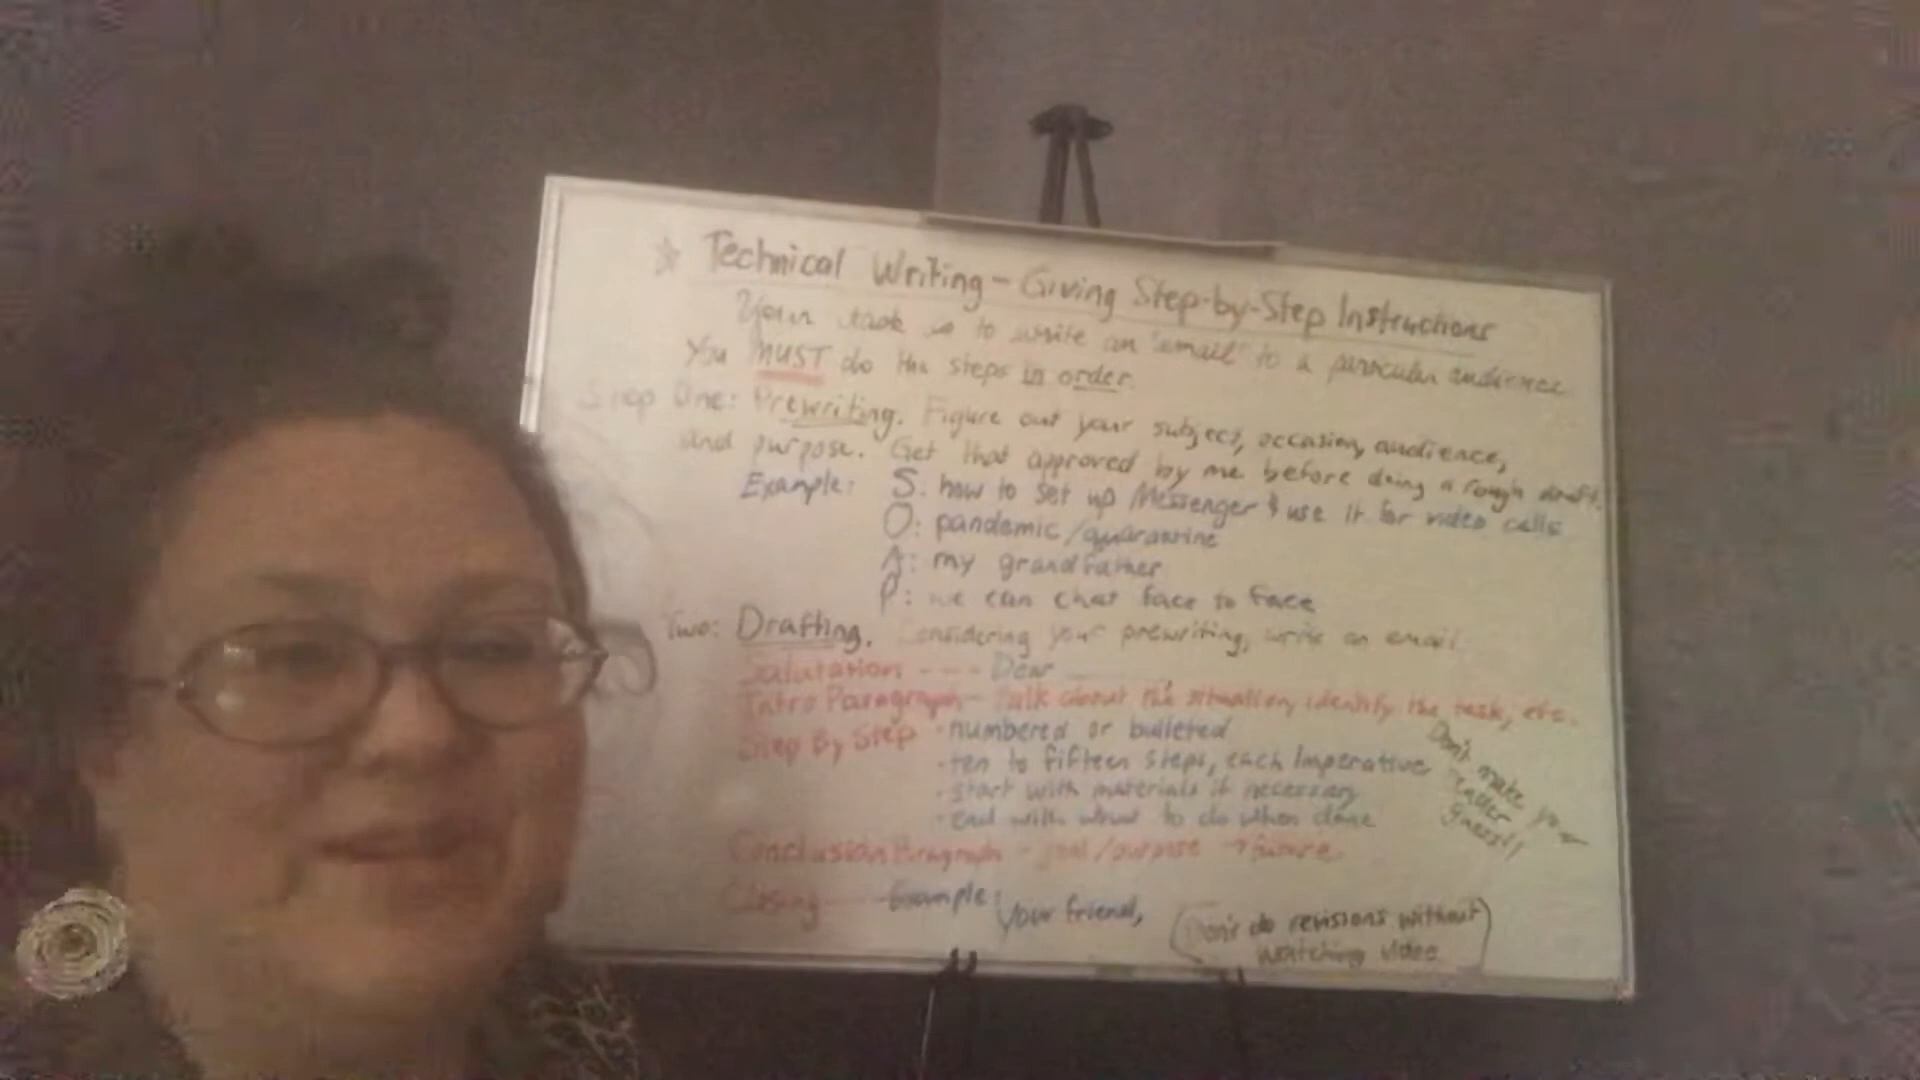 ☆ Technical Writing - Giving Step-by-Step Instructions
Your task is to write an "email" to a particular audience.
You MUST do the steps in order.
Step One: Prewriting. Figure out your subject, occasion, audience,
and purpose. Get that approved by me before doing a rough draft.
Example: S: how to set up Messenger & use it for video calls
O: pandemic/quarantine
A: my grandfather
P: we can chat face to face
Two: Drafting. Considering your prewriting, write an email
Salutation ---- Dear
Intro Paragraph - Talk about the situation, identify the task, etc.
Step By Step • numbered or bulleted
• ten to fifteen steps, each imperative
• start with materials if necessary
• end with what to do when done
Don't make your reader guess!!
Conclusion Paragraph - goal/purpose → future
Closing ---- Example: Your friend,
(Don't do revisions without
watching video)